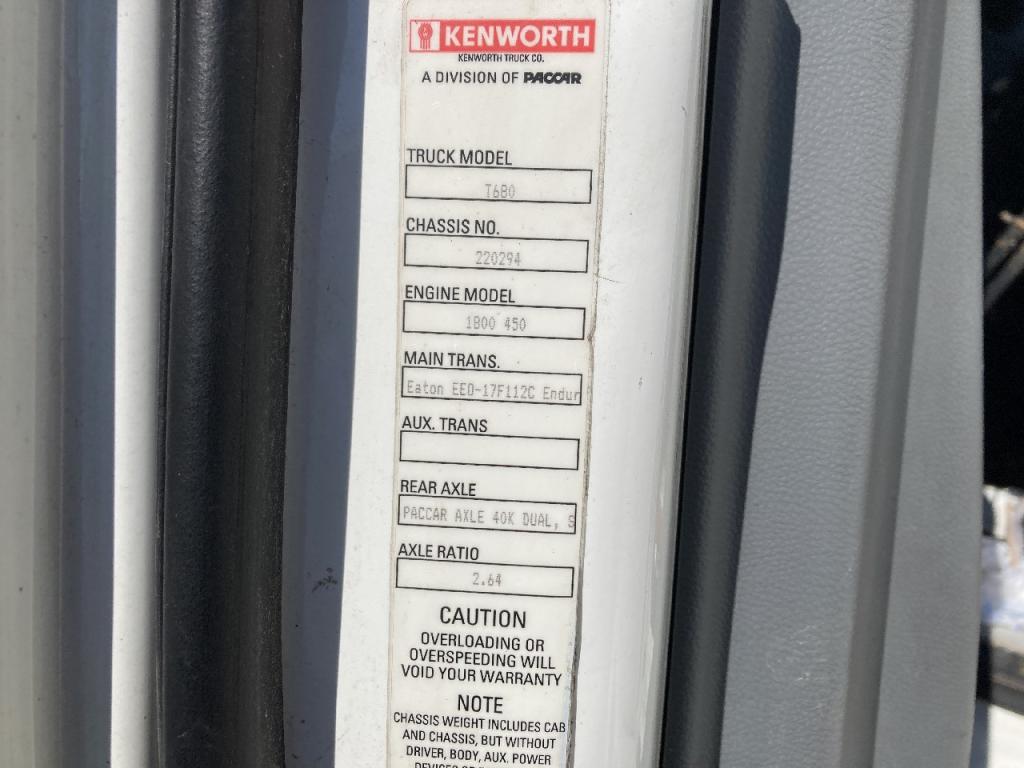 KENWORTH
KENWORTH TRUCK CO.
A DIVISION OF PACCAR
TRUCK MODEL
T680
CHASSIS NO.
220294
ENGINE MODEL
1800 450
MAIN TRANS.
Eaton EEO-17F112C Endur
AUX. TRANS
REAR AXLE
PACCAR AXLE 40K DUAL, S
AXLE RATIO
2.64
CAUTION
OVERLOADING OR
OVERSPEEDING WILL
VOID YOUR WARRANTY
NOTE
CHASSIS WEIGHT INCLUDES CAB
AND CHASSIS, BUT WITHOUT
DRIVER, BODY, AUX. POWER